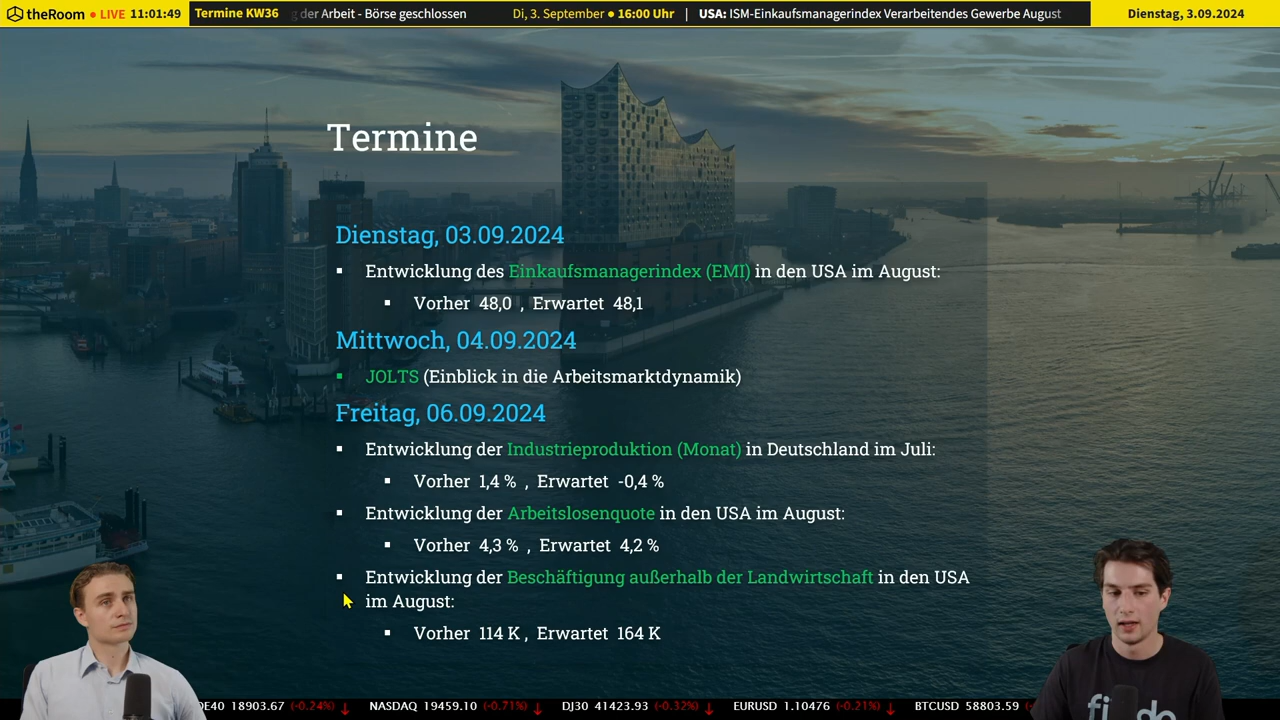 theRoom ● LIVE 11:01:49
Termine KW36
g der Arbeit - Börse geschlossen Di, 3. September ● 16:00 Uhr | USA: ISM-Einkaufsmanagerindex Verarbeitendes Gewerbe August
Dienstag, 3.09.2024
Termine
Dienstag, 03.09.2024
▪ Entwicklung des Einkaufsmanagerindex (EMI) in den USA im August:
▪ Vorher 48,0 , Erwartet 48,1
Mittwoch, 04.09.2024
▪ JOLTS (Einblick in die Arbeitsmarktdynamik)
Freitag, 06.09.2024
▪ Entwicklung der Industrieproduktion (Monat) in Deutschland im Juli:
▪ Vorher 1,4 % , Erwartet -0,4 %
▪ Entwicklung der Arbeitslosenquote in den USA im August:
▪ Vorher 4,3 % , Erwartet 4,2 %
▪ Entwicklung der Beschäftigung außerhalb der Landwirtschaft in den USA
im August:
▪ Vorher 114 K , Erwartet 164 K
DE40 18903.67 (-0.24%) ↓ NASDAQ 19459.10 (-0.71%) ↓ DJ30 41423.93 (-0.32%) ↓ EURUSD 1.10476 (-0.21%) ↓ BTCUSD 58803.59